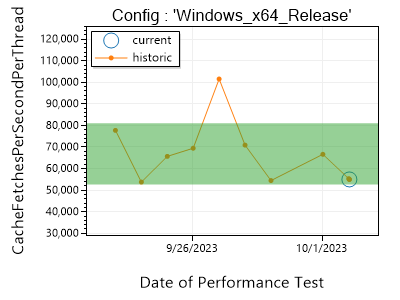 Config : 'Windows_x64_Release'
CacheFetchesPerSecondPerThread
120,000
110,000
100,000
90,000
80,000
70,000
60,000
50,000
40,000
30,000
current
historic
9/26/2023
10/1/2023
Date of Performance Test